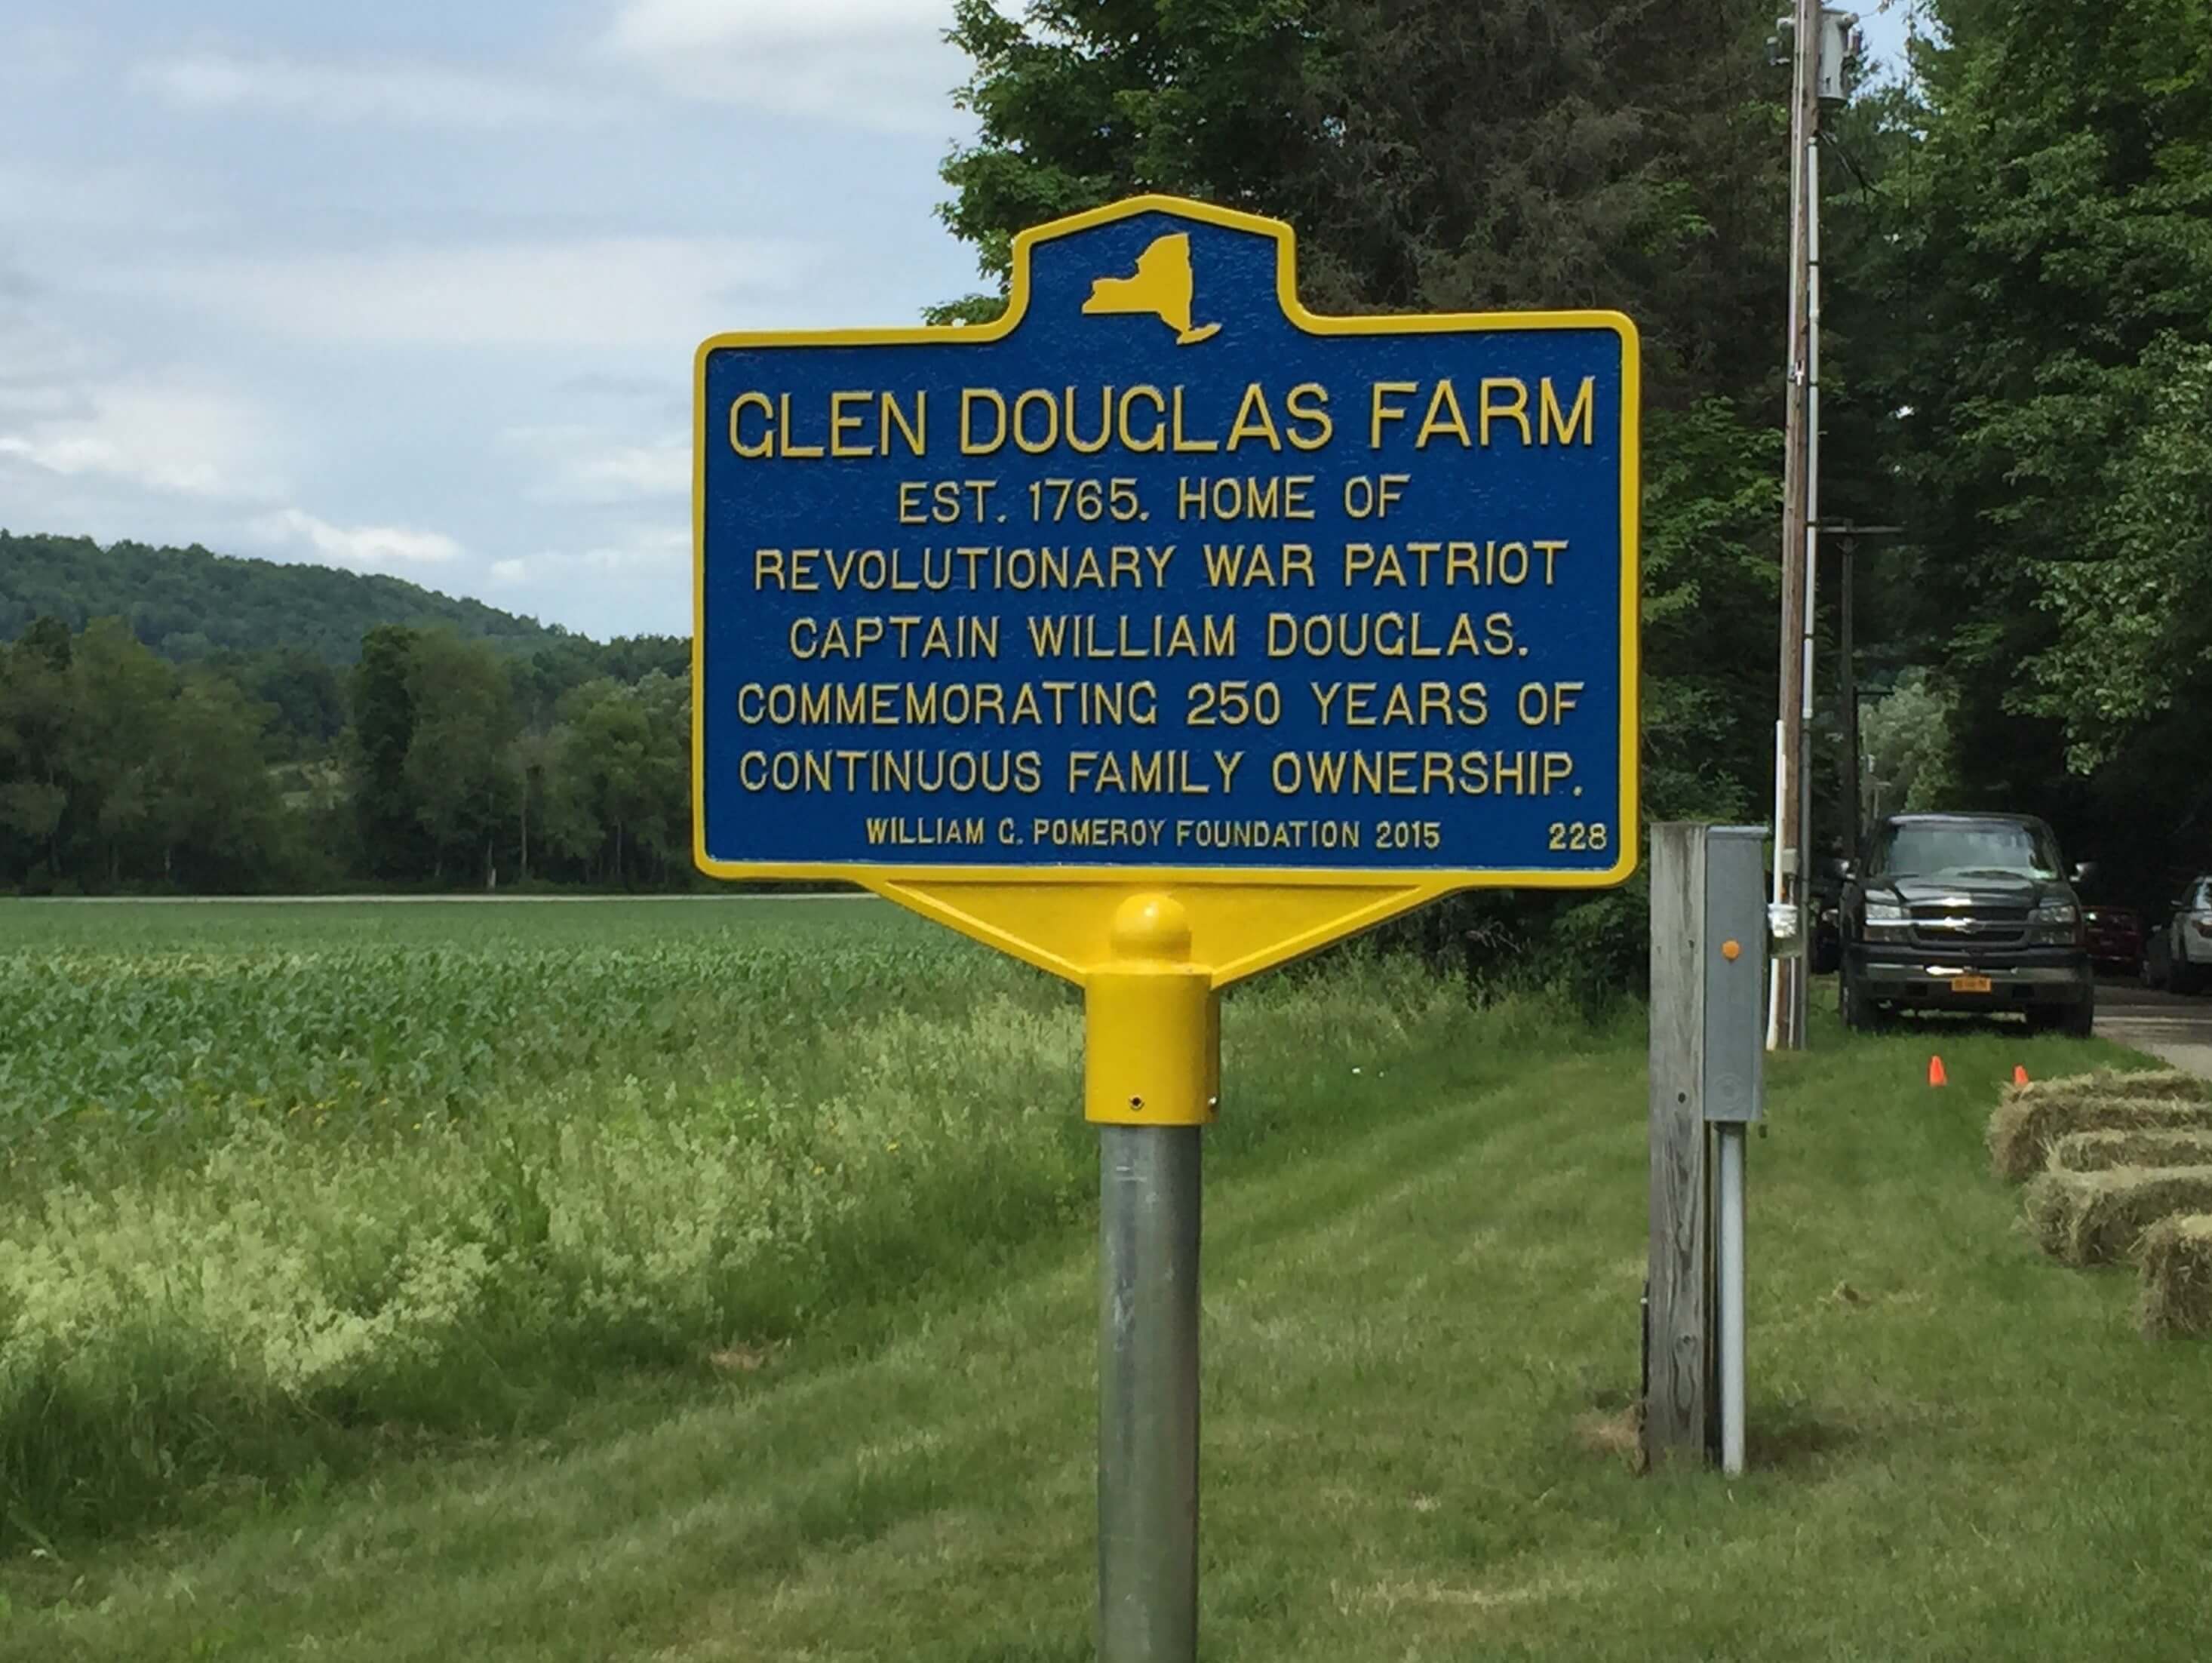 GLEN DOUGLAS FARM
EST. 1765. HOME OF
REVOLUTIONARY WAR PATRIOT
CAPTAIN WILLIAM DOUGLAS.
COMMEMORATING 250 YEARS OF
CONTINUOUS FAMILY OWNERSHIP.
WILLIAM G. POMEROY FOUNDATION 2015 228